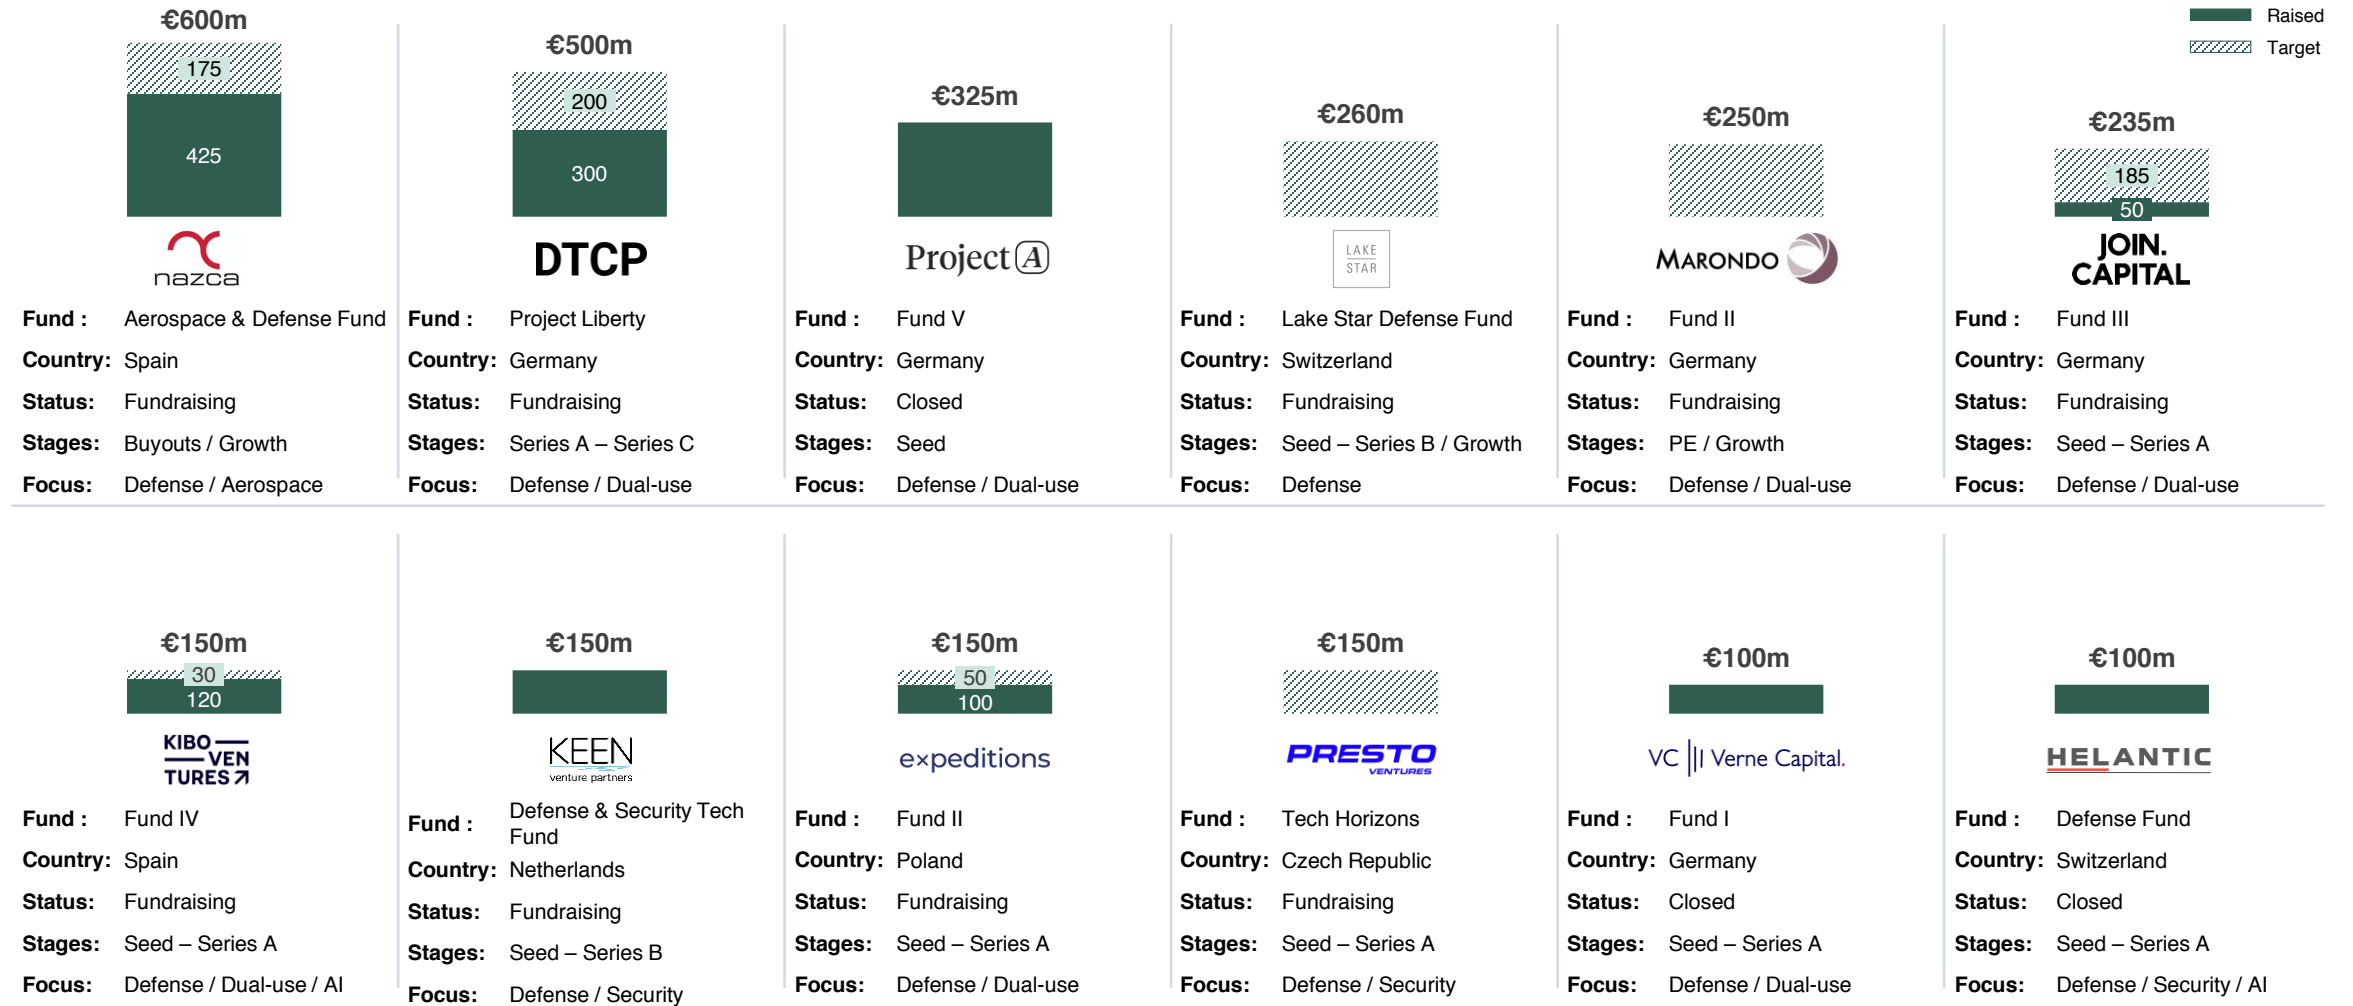 Raised
Target
€600m
175
425
nazca
Fund : Aerospace & Defense Fund
Country: Spain
Status: Fundraising
Stages: Buyouts / Growth
Focus: Defense / Aerospace
€500m
200
300
DTCP
Fund : Project Liberty
Country: Germany
Status: Fundraising
Stages: Series A – Series C
Focus: Defense / Dual-use
€325m
Project A
Fund : Fund V
Country: Germany
Status: Closed
Stages: Seed
Focus: Defense / Dual-use
€260m
LAKE
STAR
Fund : Lake Star Defense Fund
Country: Switzerland
Status: Fundraising
Stages: Seed – Series B / Growth
Focus: Defense
€250m
MARONDO
Fund : Fund II
Country: Germany
Status: Fundraising
Stages: PE / Growth
Focus: Defense / Dual-use
€235m
185
50
JOIN.
CAPITAL
Fund : Fund III
Country: Germany
Status: Fundraising
Stages: Seed – Series A
Focus: Defense / Dual-use
€150m
30
120
KIBO
VEN
TURES
Fund : Fund IV
Country: Spain
Status: Fundraising
Stages: Seed – Series A
Focus: Defense / Dual-use / AI
€150m
KEEN
venture partners
Fund : Defense & Security Tech
Fund
Country: Netherlands
Status: Fundraising
Stages: Seed – Series B
Focus: Defense / Security
€150m
50
100
expeditions
Fund : Fund II
Country: Poland
Status: Fundraising
Stages: Seed – Series A
Focus: Defense / Dual-use
€150m
PRESTO
VENTURES
Fund : Tech Horizons
Country: Czech Republic
Status: Fundraising
Stages: Seed – Series A
Focus: Defense / Security
€100m
VC Verne Capital.
Fund : Fund I
Country: Germany
Status: Closed
Stages: Seed – Series A
Focus: Defense / Dual-use
€100m
HELANTIC
Fund : Defense Fund
Country: Switzerland
Status: Closed
Stages: Seed – Series A
Focus: Defense / Security / AI